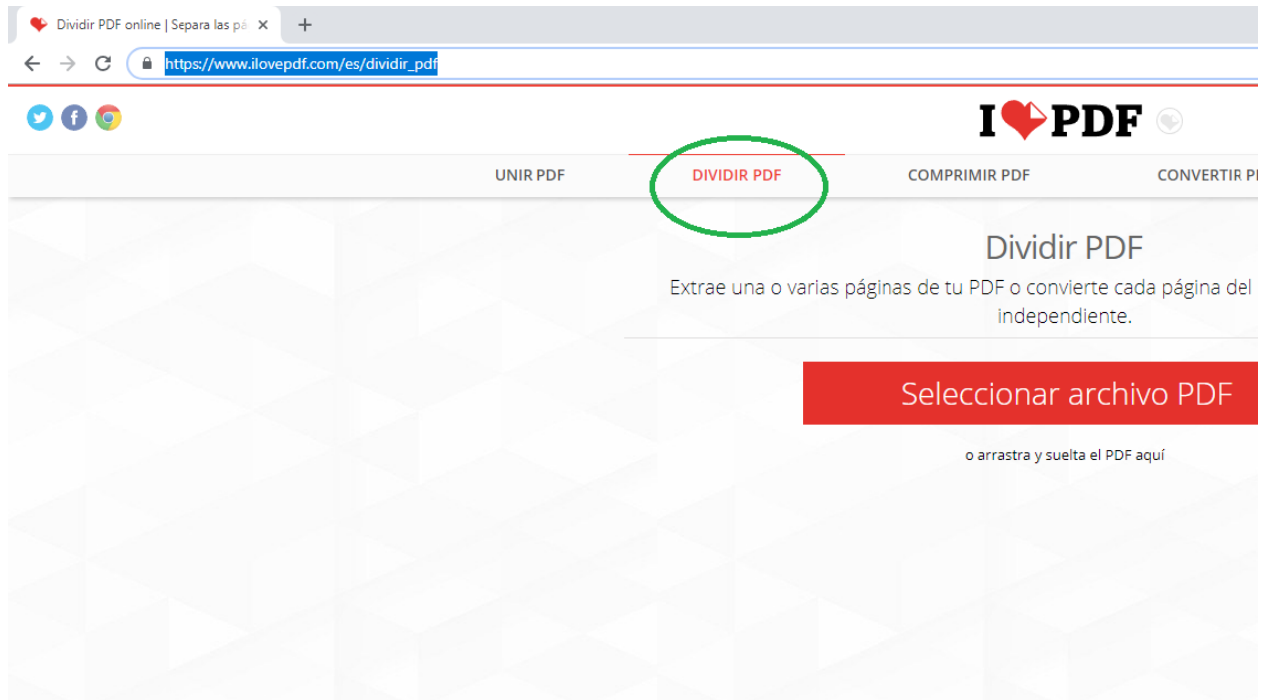 Dividir PDF online | Separa las pá
https://www.ilovepdf.com/es/dividir_pdf
I PDF
UNIR PDF DIVIDIR PDF COMPRIMIR PDF CONVERTIR P
Dividir PDF
Extrae una o varias páginas de tu PDF o convierte cada página del
independiente.
Seleccionar archivo PDF
o arrastra y suelta el PDF aquí